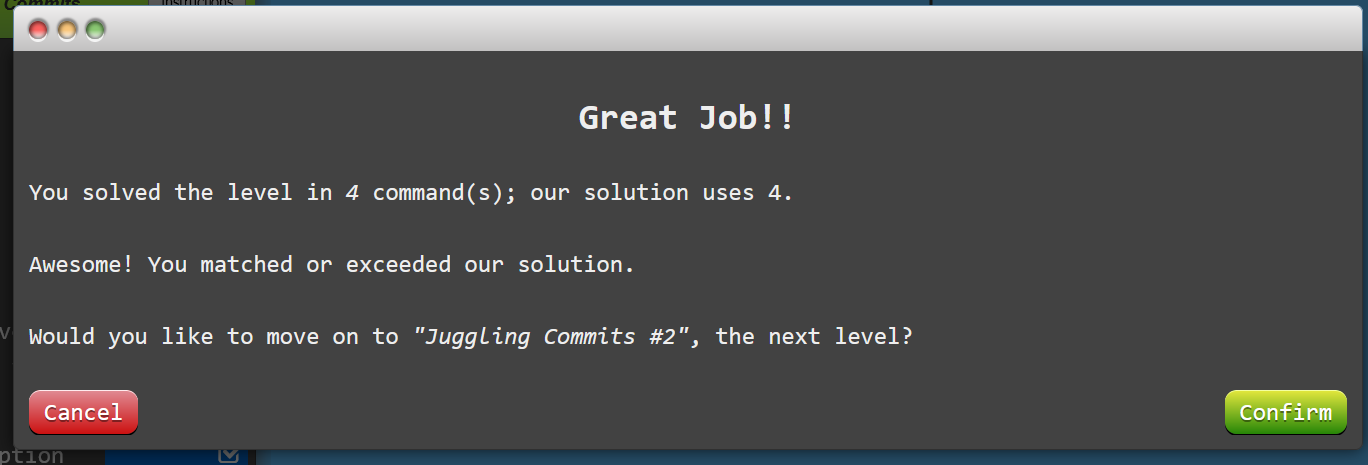 Commits
Instructions
Great Job!!
You solved the level in 4 command(s); our solution uses 4.
Awesome! You matched or exceeded our solution.
Would you like to move on to "Juggling Commits #2", the next level?
Cancel
Confirm
ption